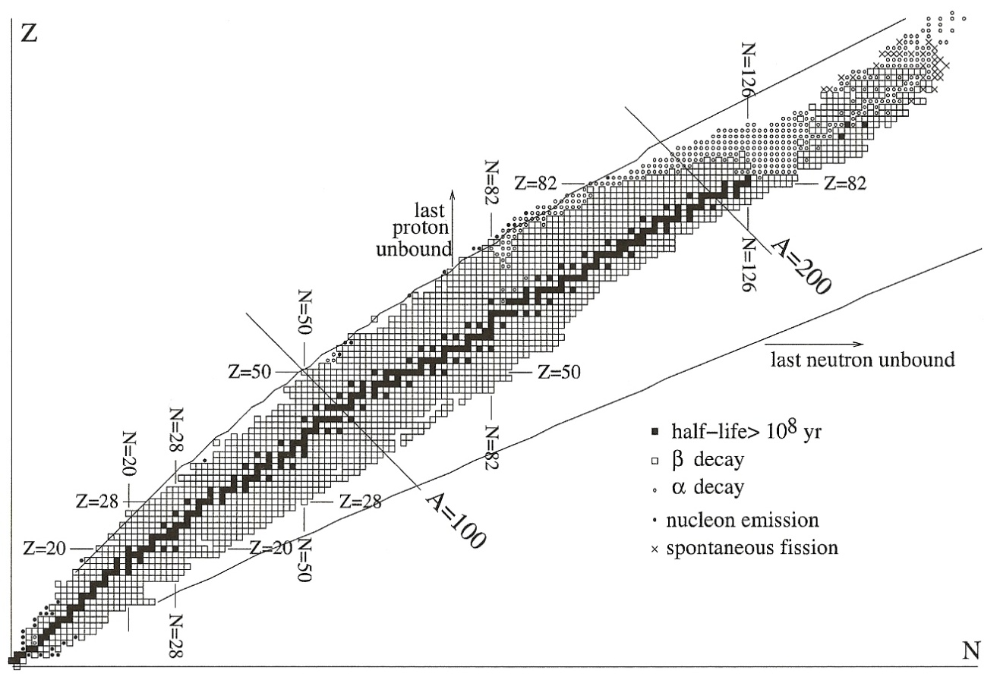 Z
N=126
N=82
Z=82
Z=82
last
proton
unbound
N=126
A=200
N=50
last neutron unbound
Z=50
Z=50
half-life> 10⁸ yr
N=28
N=20
N=82
β decay
α decay
Z=28
Z=28
A=100
nucleon emission
Z=20
Z=20
N=50
spontaneous fission
N=28
N